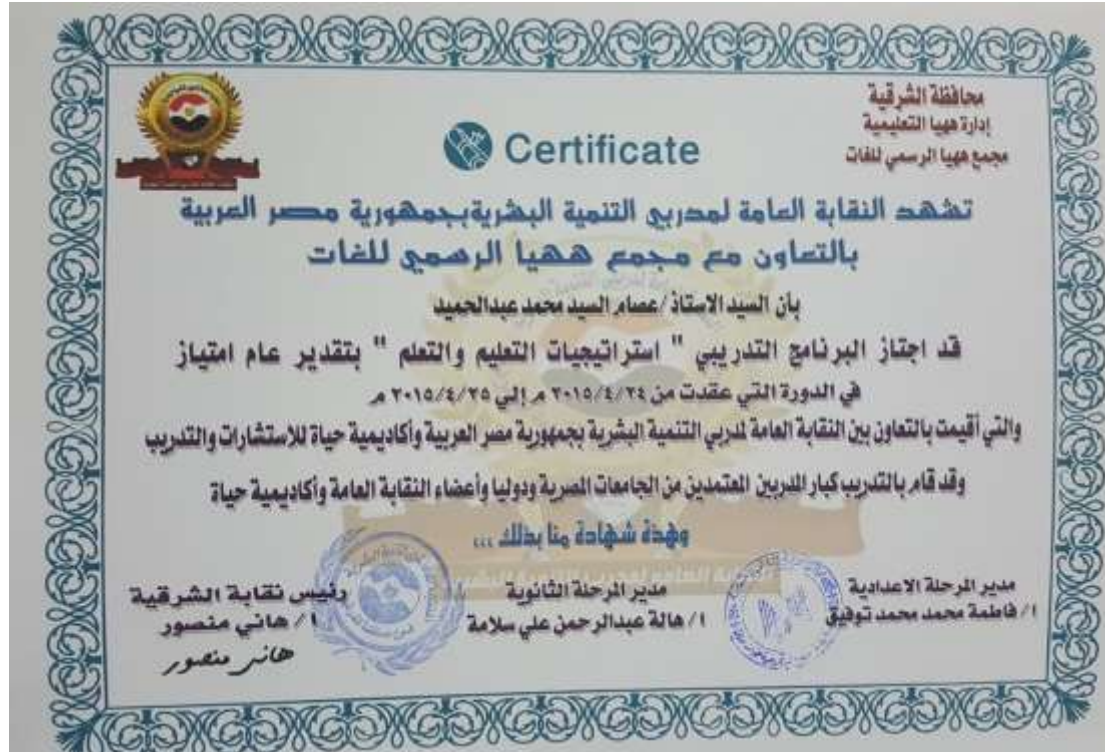 محافظة الشرقية
إدارة ههيا التعليمية
مجمع ههيا الرسمي للغات
Certificate
تشهد النقابة العامة لمدربي التنمية البشرية بجمهورية مصر العربية
بالتعاون مع مجمع ههيا الرسمي للغات
بأن السيد الاستاذ /عصام السيد محمد عبدالحميد
قد اجتاز البرنامج التدريبي " استراتيجيات التعليم والتعلم " بتقدير عام امتياز
في الدورة التي عقدت من ٢٠١٥/٤/٢٤ م إلي ٢٠١٥/٤/٢٥ م
والتي أقيمت بالتعاون بين النقابة العامة لمدربي التنمية البشرية بجمهورية مصر العربية وأكاديمية حياة للاستشارات والتدريب
وقد قام بالتدريب كبار المدربين المعتمدين من الجامعات المصرية ودوليا وأعضاء النقابة العامة وأكاديمية حياة
وهذة شهادة منا بذلك ،،،
مدير المرحلة الاعدادية
ا/ فاطمة محمد محمد توفيق
مدير المرحلة الثانوية
ا/ هالة عبدالرحمن علي سلامة
رئيس نقابة الشرقية
ا/ هاني منصور
هاني منصور